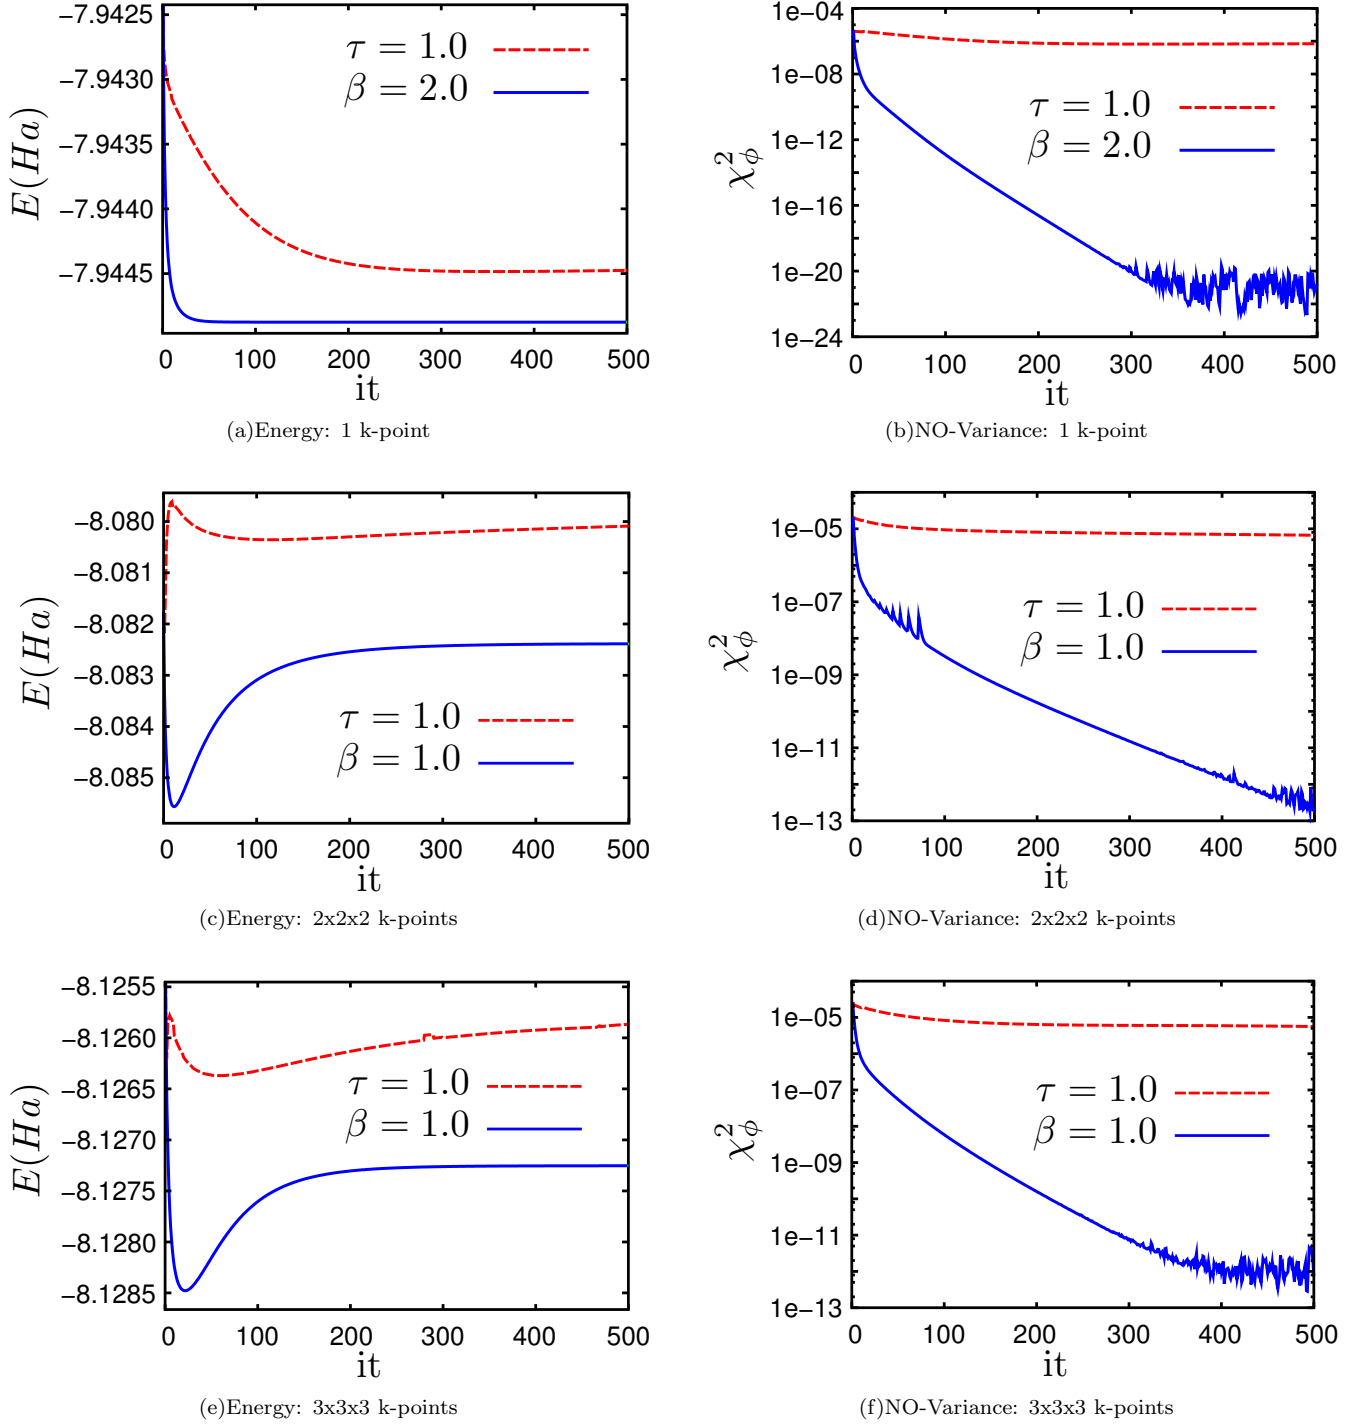 E(Ha)
−7.9425
−7.9430
−7.9435
−7.9440
−7.9445
τ = 1.0
β = 2.0
0 100 200 300 400 500
it
(a)Energy: 1 k-point
χ²ϕ
1e−04
1e−08
1e−12
1e−16
1e−20
1e−24
τ = 1.0
β = 2.0
0 100 200 300 400 500
it
(b)NO-Variance: 1 k-point
E(Ha)
−8.080
−8.081
−8.082
−8.083
−8.084
−8.085
τ = 1.0
β = 1.0
0 100 200 300 400 500
it
(c)Energy: 2x2x2 k-points
χ²ϕ
1e−05
1e−07
1e−09
1e−11
1e−13
τ = 1.0
β = 1.0
0 100 200 300 400 500
it
(d)NO-Variance: 2x2x2 k-points
E(Ha)
−8.1255
−8.1260
−8.1265
−8.1270
−8.1275
−8.1280
−8.1285
τ = 1.0
β = 1.0
0 100 200 300 400 500
it
(e)Energy: 3x3x3 k-points
χ²ϕ
1e−05
1e−07
1e−09
1e−11
1e−13
τ = 1.0
β = 1.0
0 100 200 300 400 500
it
(f)NO-Variance: 3x3x3 k-points